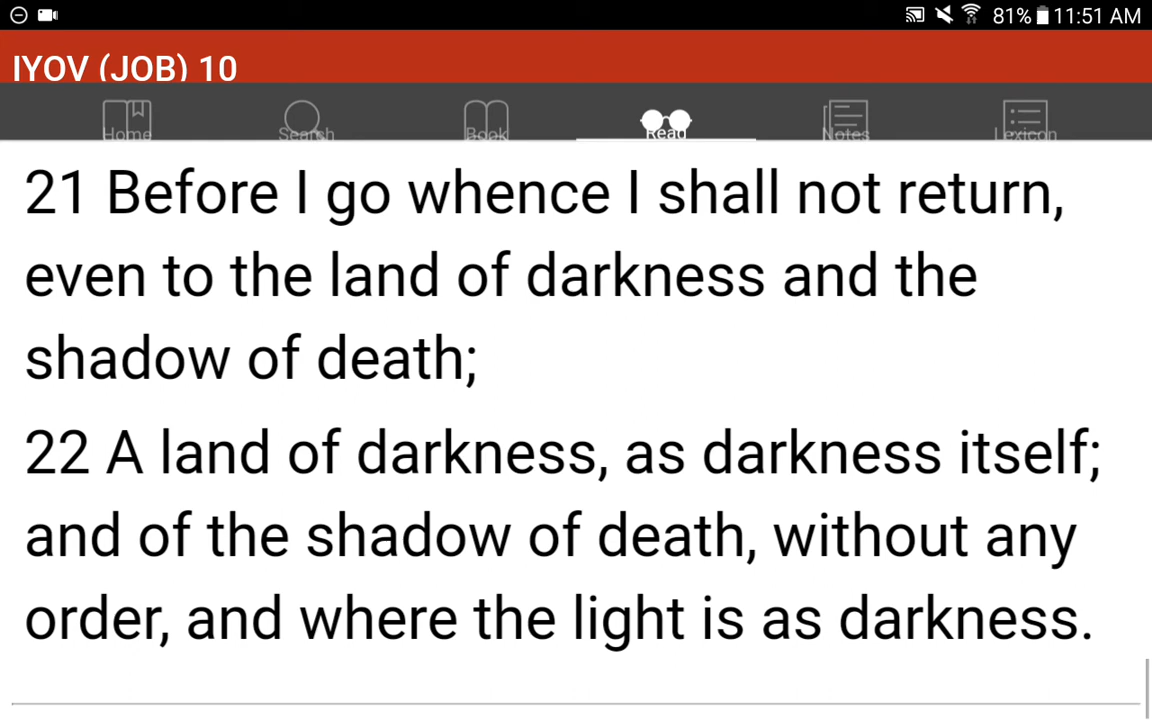 81% 11:51 AM
IYOV (JOB) 10
Home Search Book Read Notes Lexicon
21 Before I go whence I shall not return,
even to the land of darkness and the
shadow of death;
22 A land of darkness, as darkness itself;
and of the shadow of death, without any
order, and where the light is as darkness.